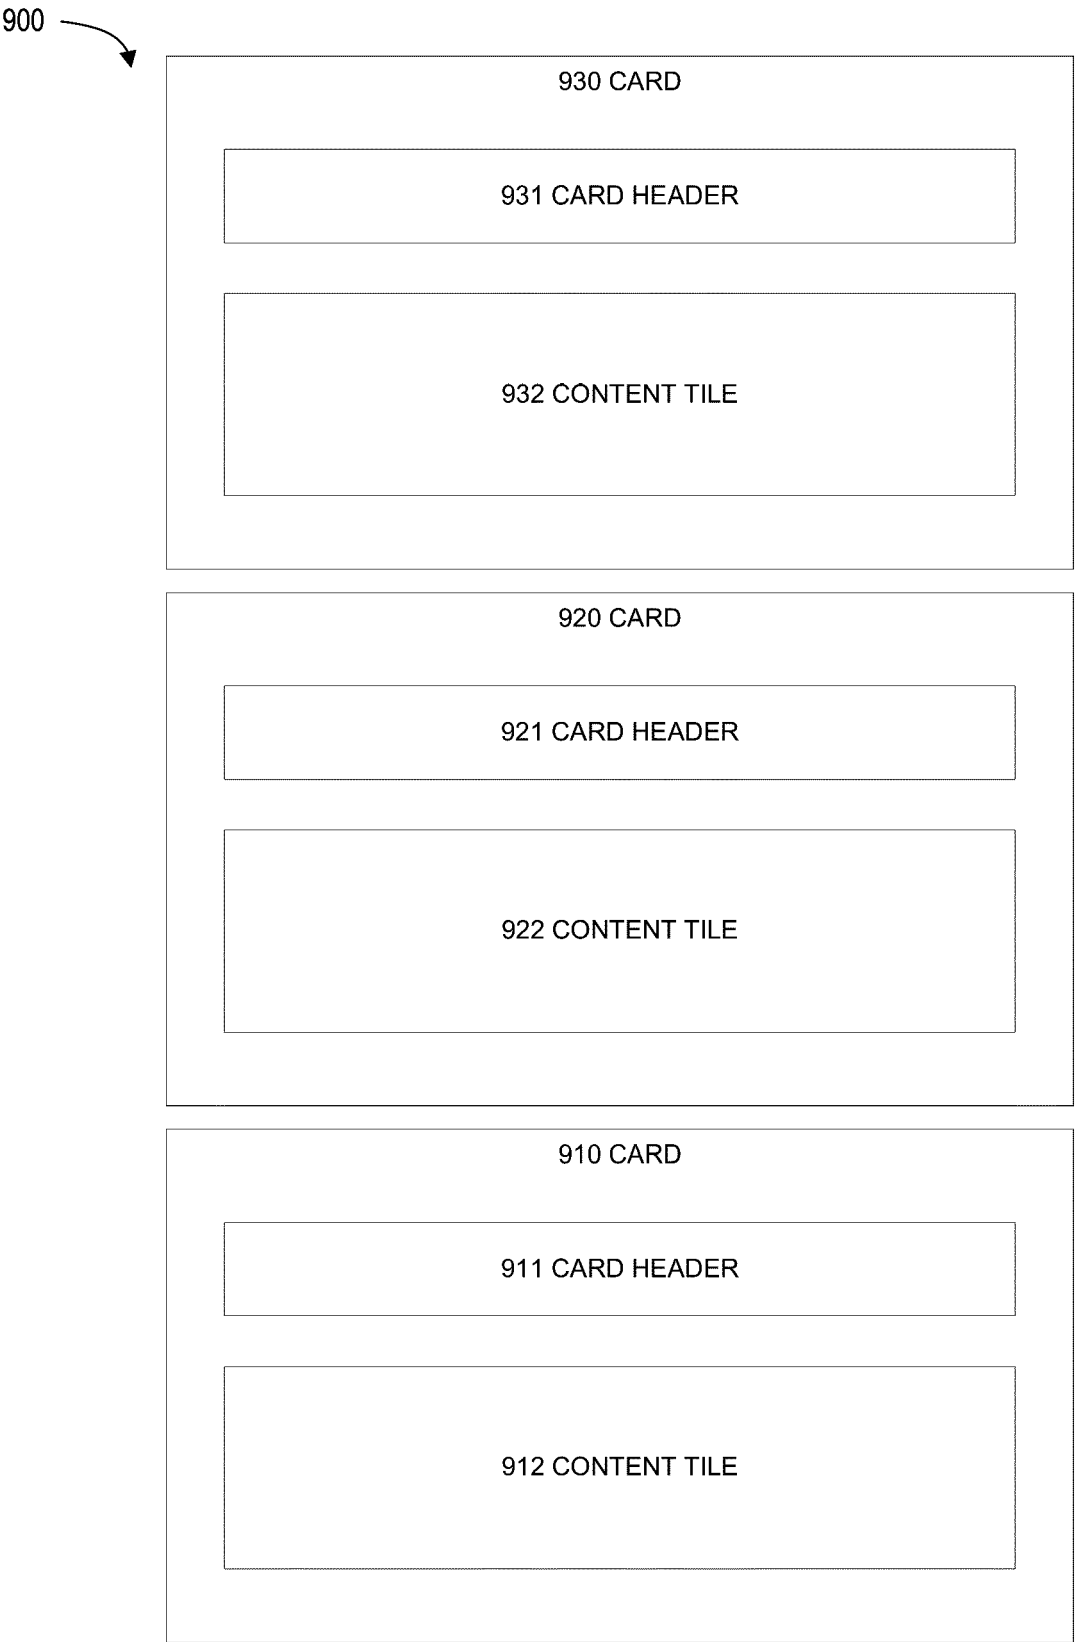 900
930 CARD
931 CARD HEADER
932 CONTENT TILE
920 CARD
921 CARD HEADER
922 CONTENT TILE
910 CARD
911 CARD HEADER
912 CONTENT TILE